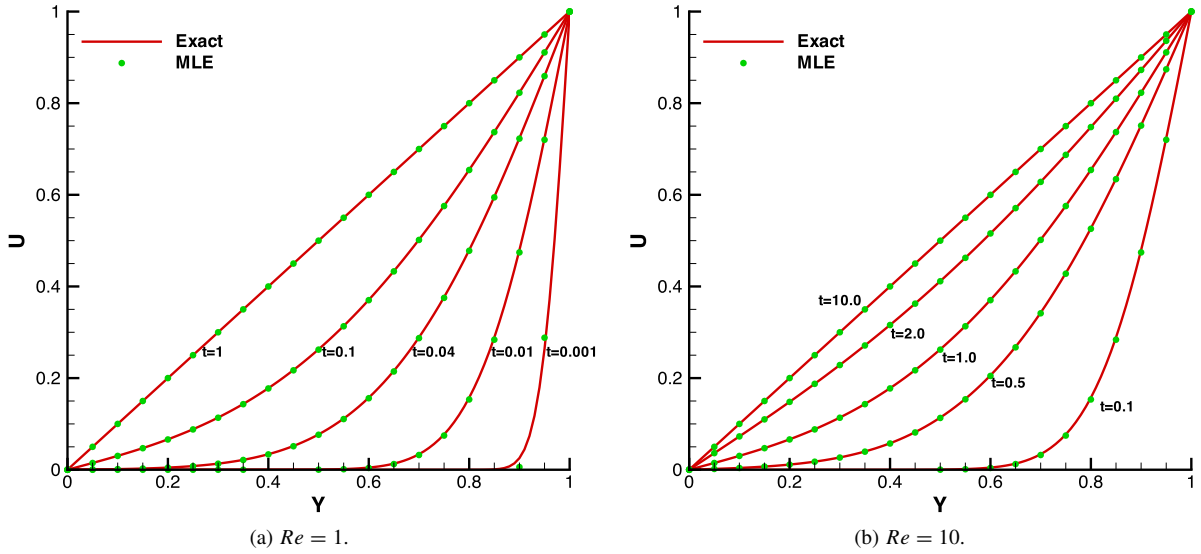 1
Exact
MLE
0.8
0.6
U
0.4
t=1
t=0.1
t=0.04
t=0.01
t=0.001
0.2
0
0
0.2
0.4
0.6
0.8
1
Y
(a) Re = 1.
1
Exact
MLE
0.8
0.6
U
0.4
t=10.0
t=2.0
t=1.0
t=0.5
t=0.1
0.2
0
0
0.2
0.4
0.6
0.8
1
Y
(b) Re = 10.